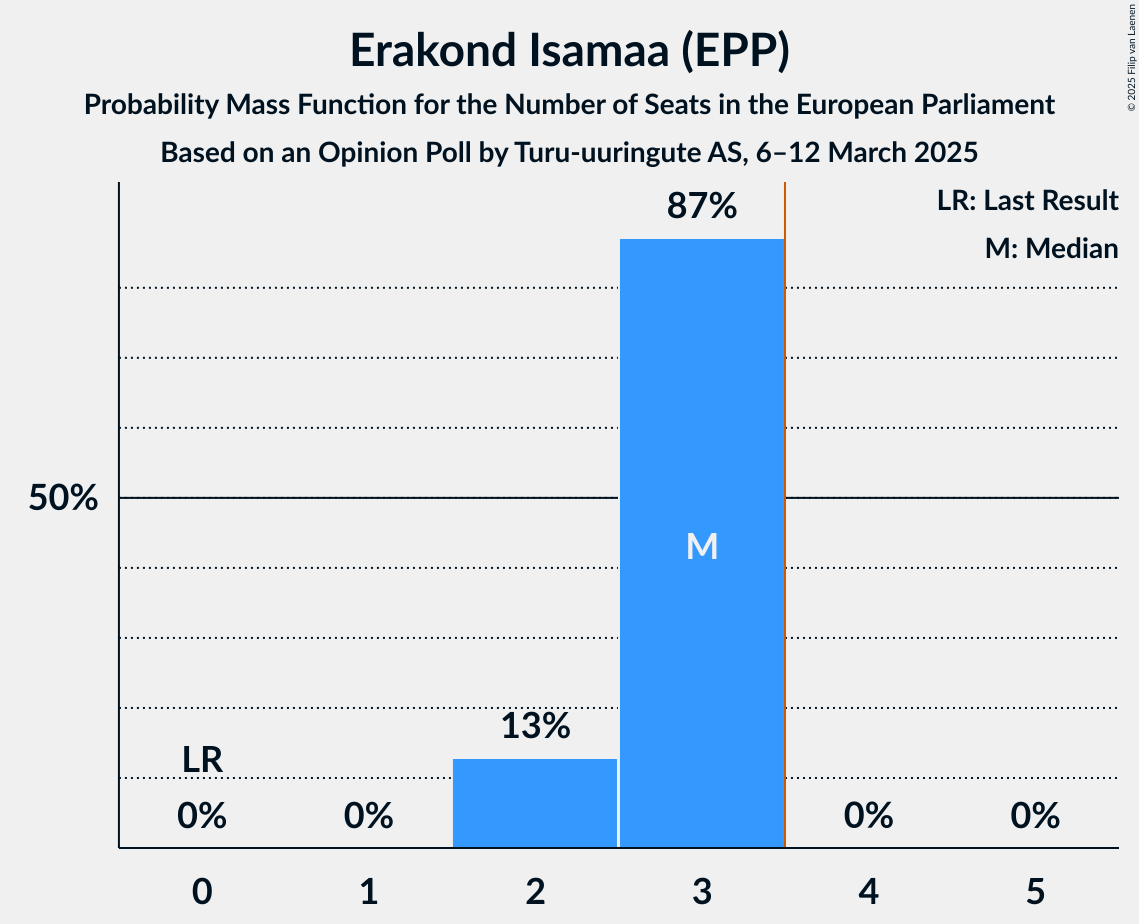 Erakond Isamaa (EPP)
Probability Mass Function for the Number of Seats in the European Parliament
Based on an Opinion Poll by Turu-uuringute AS, 6–12 March 2025
© 2025 Filip van Laenen
LR: Last Result
M: Median
87%
50%
M
13%
LR
0% 0% 0% 0%
0 1 2 3 4 5